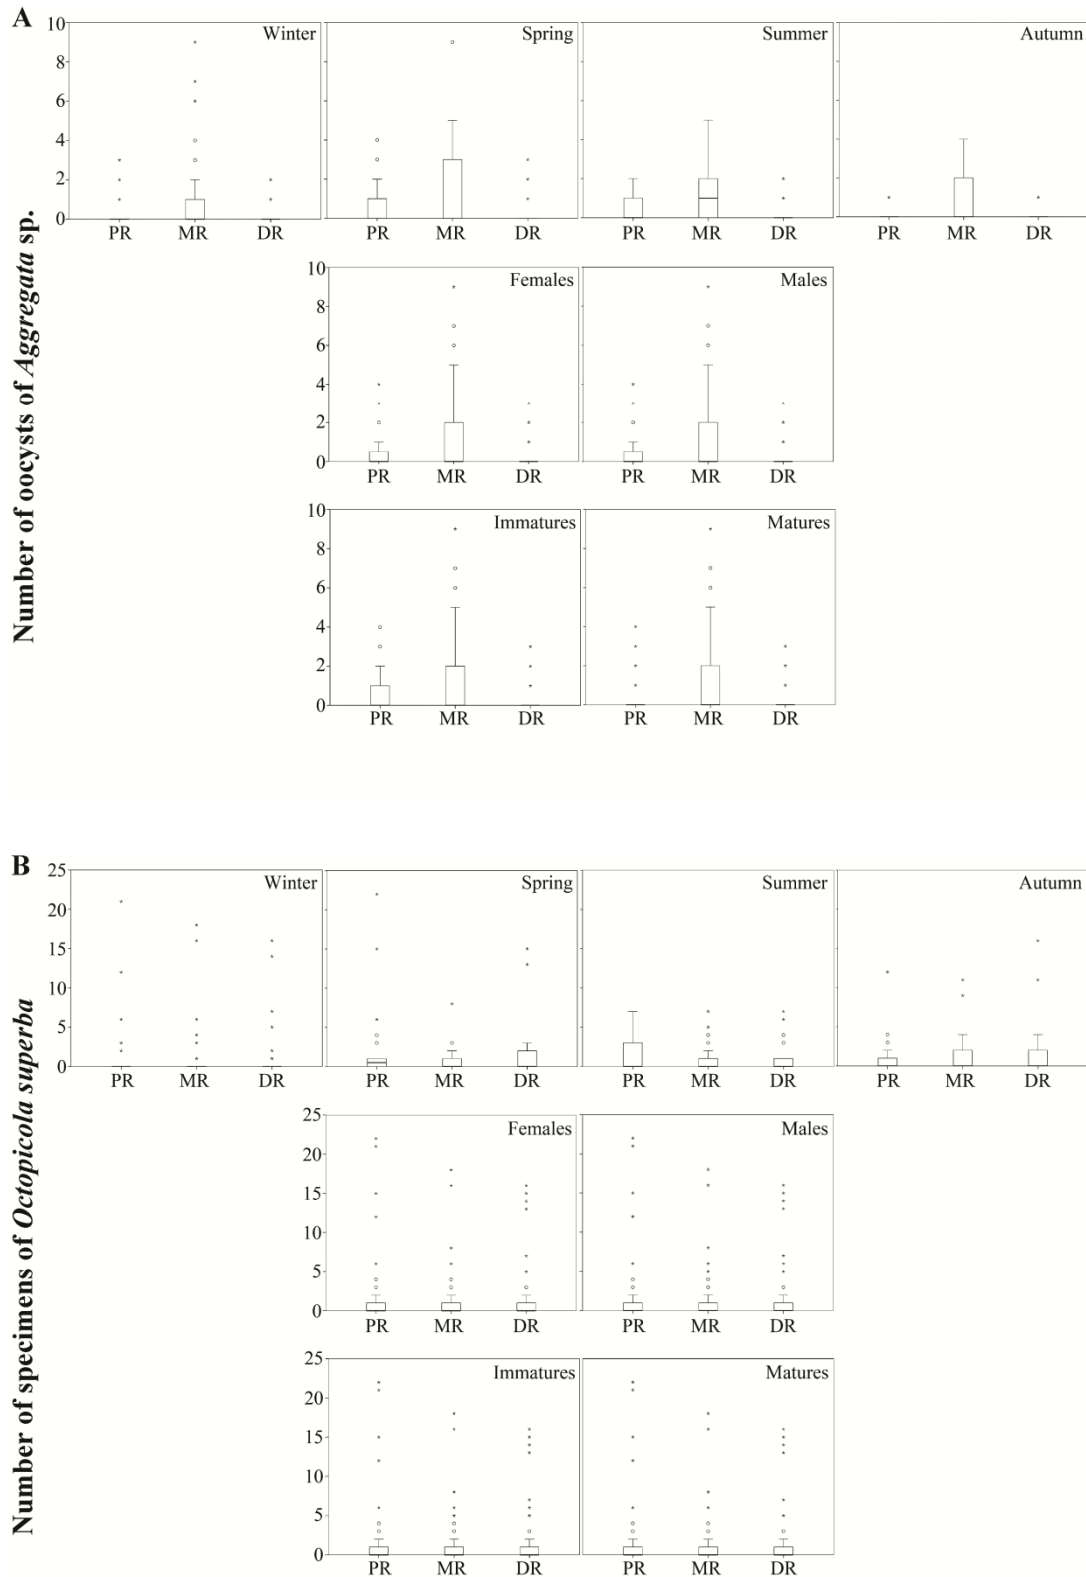 A
Number of oocysts of Aggregata sp.
10
8
6
4
2
0
Winter
Spring
Summer
Autumn
PR MR DR
PR MR DR
PR MR DR
PR MR DR
10
8
6
4
2
0
Females
Males
PR MR DR
PR MR DR
10
8
6
4
2
0
Immatures
Matures
PR MR DR
PR MR DR
B
Number of specimens of Octopicola superba
25
20
15
10
5
0
Winter
Spring
Summer
Autumn
PR MR DR
PR MR DR
PR MR DR
PR MR DR
25
20
15
10
5
0
Females
Males
PR MR DR
PR MR DR
25
20
15
10
5
0
Immatures
Matures
PR MR DR
PR MR DR